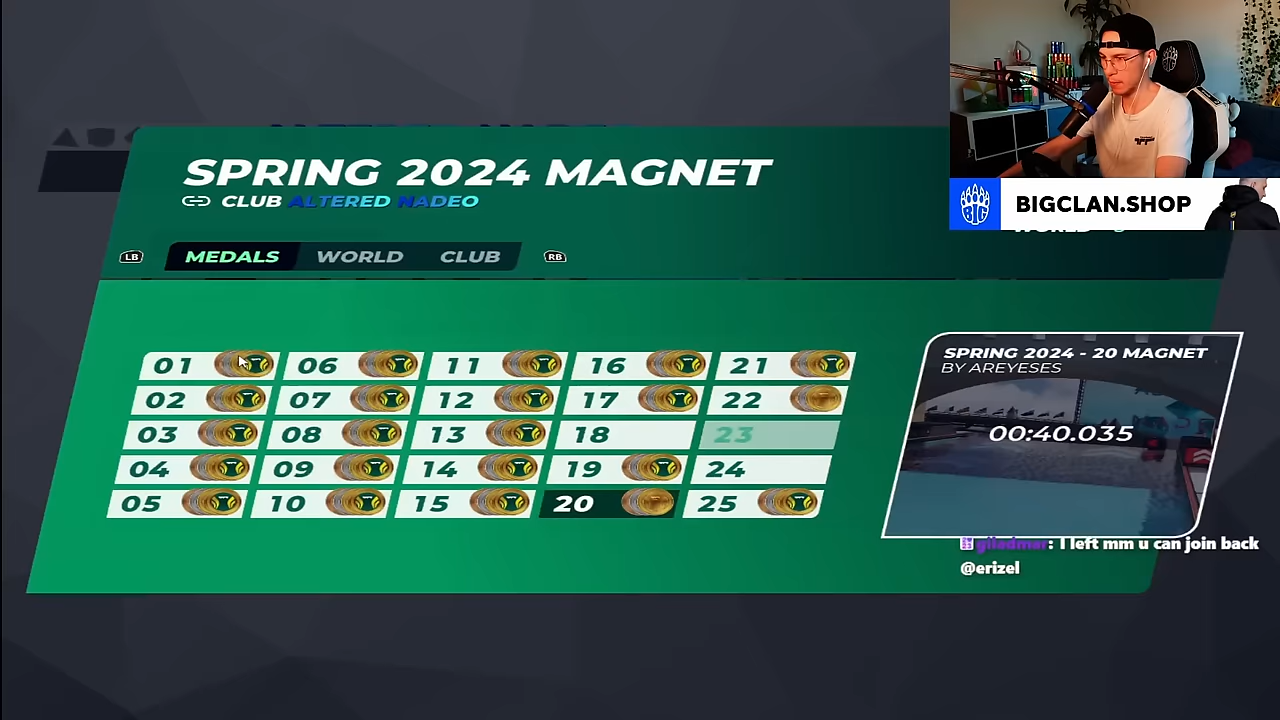 SPRING 2024 MAGNET
CLUB ALTERED NADEO
LB MEDALS WORLD CLUB RB
BIGCLAN.SHOP
BIG
01 06 11 16 21
02 07 12 17 22
03 08 13 18 23
04 09 14 19 24
05 10 15 20 25
SPRING 2024 - 20 MAGNET
BY AREYESES
00:40.035
: I left mm u can join back
@erizel